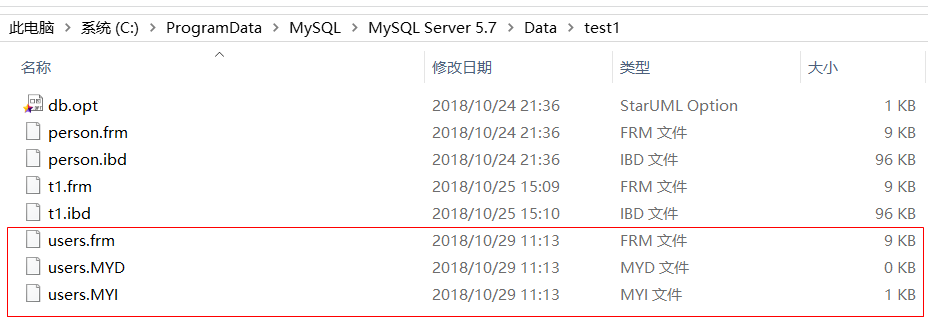 此电脑 > 系统 (C:) > ProgramData > MySQL > MySQL Server 5.7 > Data > test1
名称 修改日期 类型 大小
db.opt 2018/10/24 21:36 StarUML Option 1 KB
person.frm 2018/10/24 21:36 FRM 文件 9 KB
person.ibd 2018/10/24 21:36 IBD 文件 96 KB
t1.frm 2018/10/25 15:09 FRM 文件 9 KB
t1.ibd 2018/10/25 15:10 IBD 文件 96 KB
users.frm 2018/10/29 11:13 FRM 文件 9 KB
users.MYD 2018/10/29 11:13 MYD 文件 0 KB
users.MYI 2018/10/29 11:13 MYI 文件 1 KB